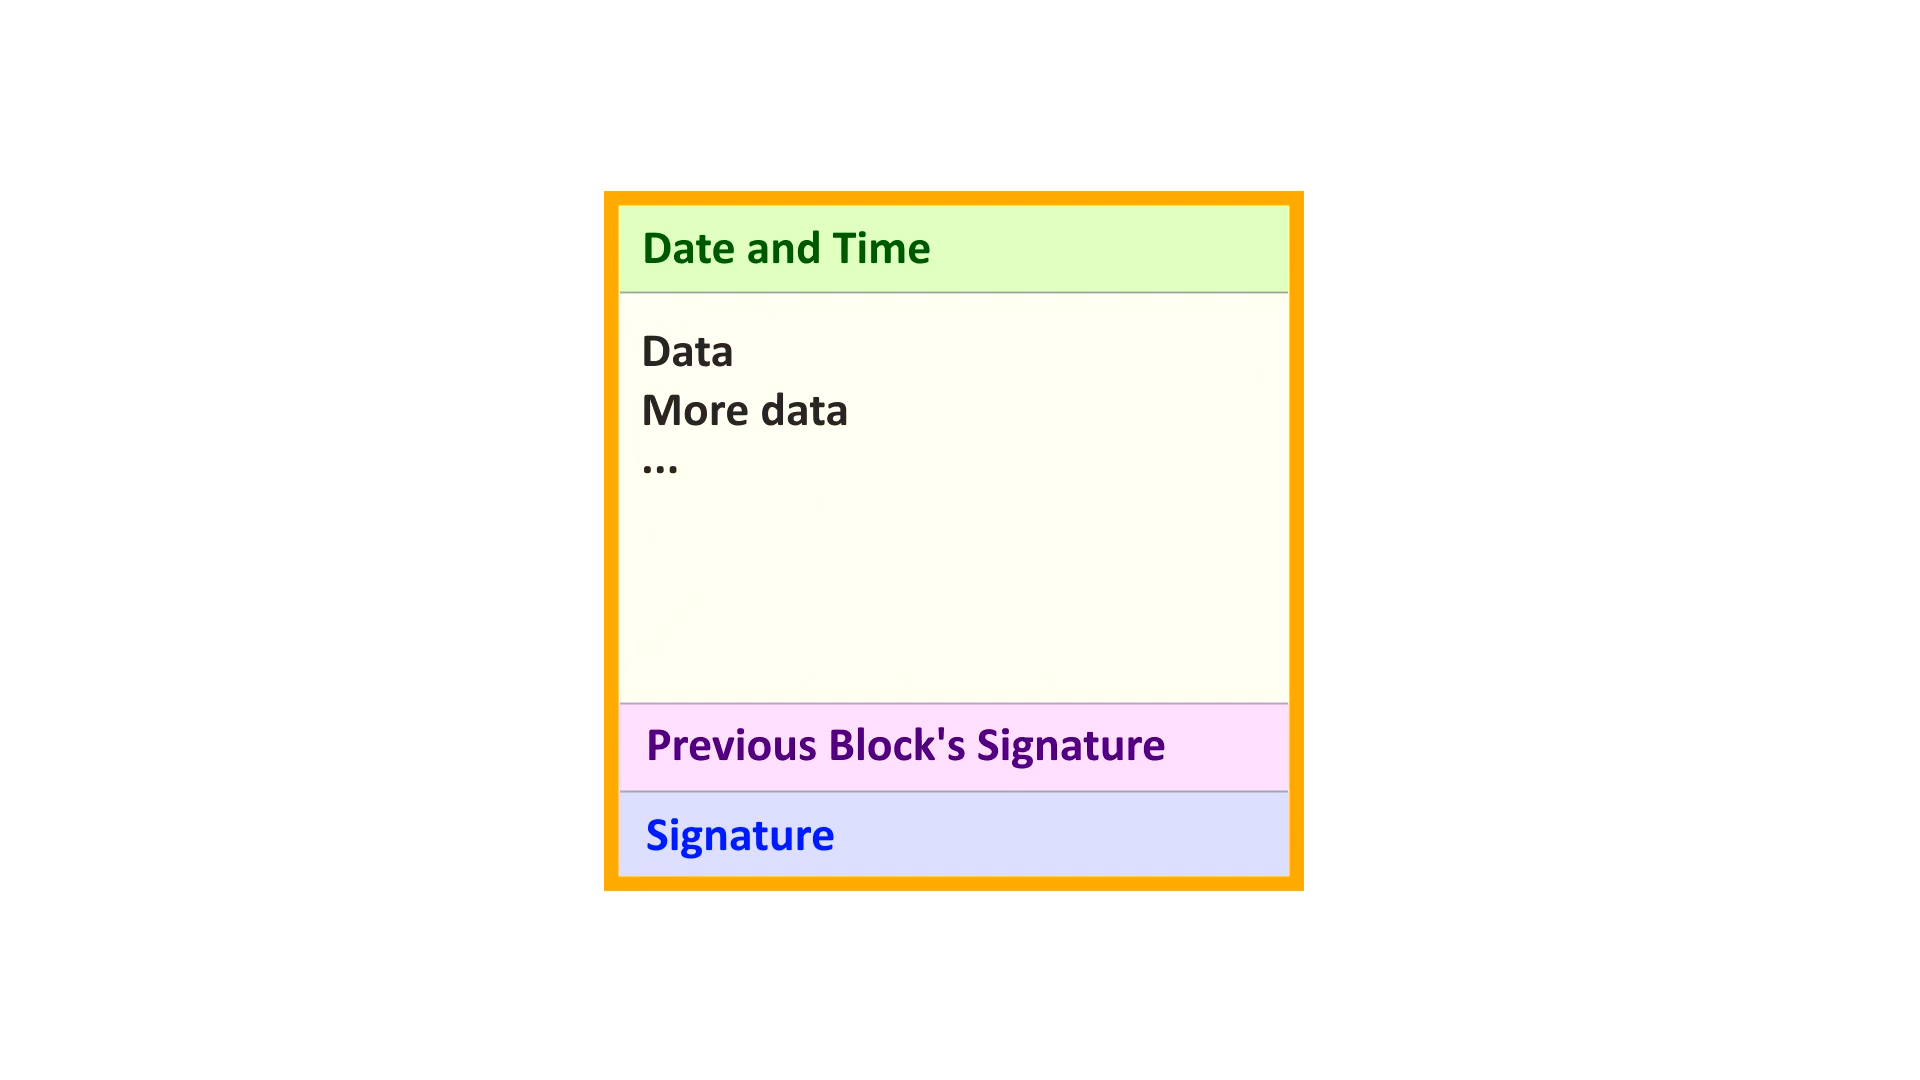 Date and Time
Data
More data
...
Previous Block's Signature
Signature